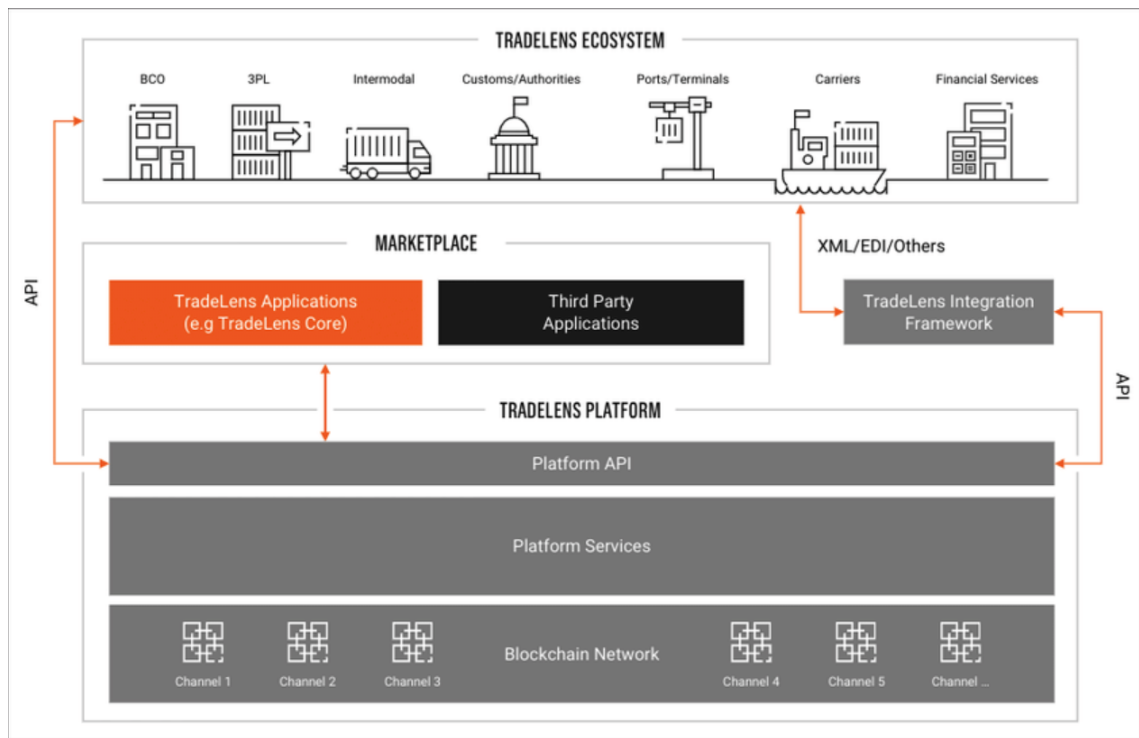 TRADELENS ECOSYSTEM
BCO
3PL
Intermodal
Customs/Authorities
Ports/Terminals
Carriers
Financial Services
API
MARKETPLACE
TradeLens Applications
(e.g TradeLens Core)
Third Party
Applications
XML/EDI/Others
TradeLens Integration
Framework
API
TRADELENS PLATFORM
Platform API
Platform Services
Blockchain Network
Channel 1
Channel 2
Channel 3
Channel 4
Channel 5
Channel ...